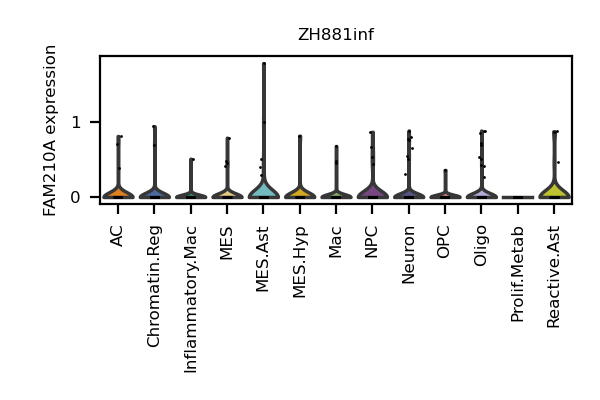 ZH881inf
FAM210A expression
1
0
AC
Chromatin.Reg
Inflammatory.Mac
MES
MES.Ast
MES.Hyp
Mac
NPC
Neuron
OPC
Oligo
Prolif.Metab
Reactive.Ast